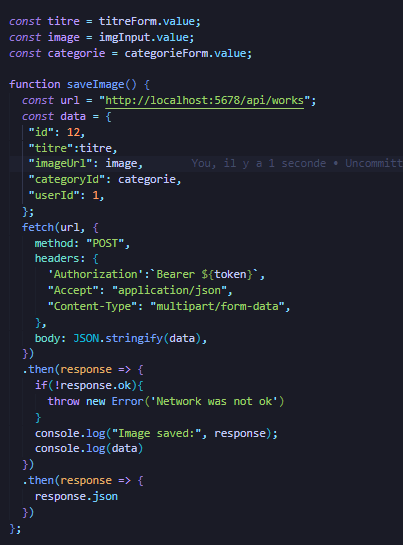 const titre = titreForm.value;
const image = imgInput.value;
const categorie = categorieForm.value;
function saveImage() {
const url = "http://localhost:5678/api/works";
const data = {
"id": 12,
"titre":titre,
"imageUrl": image, You, il y a 1 seconde • Uncommitt
"categoryId": categorie,
"userId": 1,
};
fetch(url, {
method: "POST",
headers: {
'Authorization':`Bearer ${token}`,
"Accept": "application/json",
"Content-Type": "multipart/form-data",
},
body: JSON.stringify(data),
})
.then(response => {
if(!response.ok){
throw new Error('Network was not ok')
}
console.log("Image saved:", response);
console.log(data)
})
.then(response => {
response.json
})
};